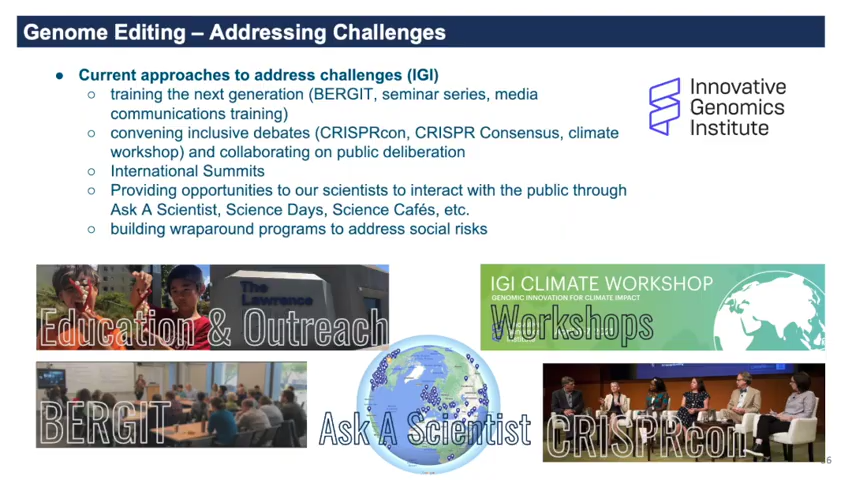 Genome Editing – Addressing Challenges
● Current approaches to address challenges (IGI)
○ training the next generation (BERGIT, seminar series, media
communications training)
○ convening inclusive debates (CRISPRcon, CRISPR Consensus, climate
workshop) and collaborating on public deliberation
○ International Summits
○ Providing opportunities to our scientists to interact with the public through
Ask A Scientist, Science Days, Science Cafés, etc.
○ building wraparound programs to address social risks
Innovative
Genomics
Institute
The
Lawrence
Education & Outreach
IGI CLIMATE WORKSHOP
GENOMIC INNOVATION FOR CLIMATE IMPACT
Workshops
BERGIT
Ask A Scientist
CRISPRcon